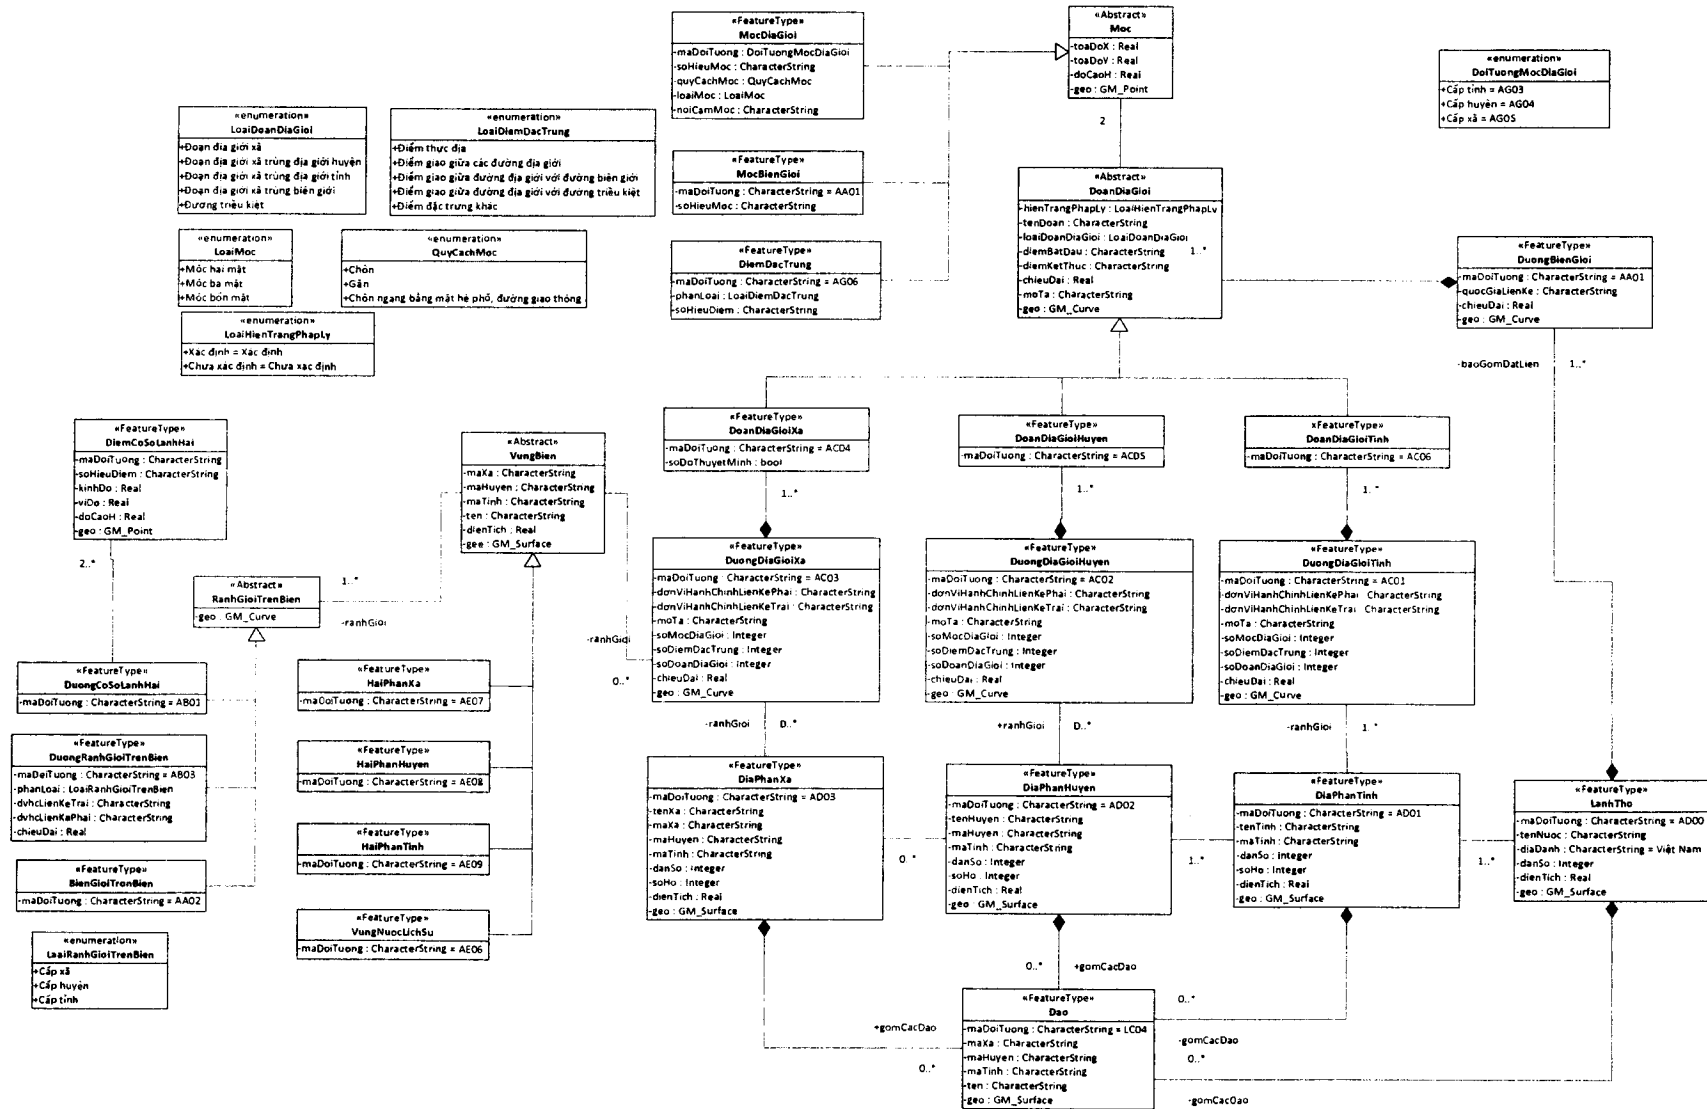 «FeatureType»
MocDiaGioi
-maDoiTuong : DoiTuongMocDiaGioi
-soHieuMoc : CharacterString
-quyCachMoc : QuyCachMoc
-loaiMoc : LoaiMoc
-noiCamMoc : CharacterString
«Abstract»
Moc
-toaDoX : Real
-toaDoY : Real
-doCaoH : Real
-geo : GM_Point
2
«enumeration»
DoiTuongMocDiaGioi
+Cấp tỉnh = AG03
+Cấp huyện = AG04
+Cấp xã = AG05
«enumeration»
LoaiDoanDiaGioi
+Đoạn địa giới xã
+Đoạn địa giới xã trùng địa giới huyện
+Đoạn địa giới xã trùng địa giới tỉnh
+Đoạn địa giới xã trùng biên giới
+Dương triều kiệt
«enumeration»
LoaiDiemDacTrung
+Điểm thực địa
+Điểm giao giữa các đường địa giới
+Điểm giao giữa đường địa giới với đường biên giới
+Điểm giao giữa đường địa giới với đường triều kiệt
+Điểm đặc trưng khác
«FeatureType»
MocBienGioi
-maDoiTuong : CharacterString = AA01
-soHieuMoc : CharacterString
«Abstract»
DoanDiaGioi
-hienTrangPhapLy : LoaiHienTrangPhapLy
-tenDoan : CharacterString
-loaiDoanDiaGioi : LoaiDoanDiaGioi
-diemBatDau : CharacterString
-diemKetThuc : CharacterString
-chieuDai : Real
-moTa : CharacterString
-geo : GM_Curve
1..*
«enumeration»
LoaiMoc
+Mốc hai mặt
+Mốc ba mặt
+Mốc bốn mặt
«enumeration»
QuyCachMoc
+Chôn
+Gắn
+Chôn ngang bằng mặt hè phố, đường giao thông
«FeatureType»
DiemDacTrung
-maDoiTuong : CharacterString = AG06
-phanLoai : LoaiDiemDacTrung
-soHieuDiem : CharacterString
«FeatureType»
DuongBienGioi
-maDoiTuong : CharacterString = AA01
-quocGiaLienKe : CharacterString
-chieuDai : Real
-geo : GM_Curve
«enumeration»
LoaiHienTrangPhapLy
+Xác định = Xác định
+Chưa xác định = Chưa xác định
-baoGomDatLien
1..*
«FeatureType»
DiemCoSoLanhHai
-maDoiTuong : CharacterString
-soHieuDiem : CharacterString
-kinhDo : Real
-viDo : Real
-doCaoH : Real
-geo : GM_Point
2..*
«Abstract»
VungBien
-maXa : CharacterString
-maHuyen : CharacterString
-maTinh : CharacterString
-ten : CharacterString
-dienTich : Real
-gee : GM_Surface
«FeatureType»
DoanDiaGioiXa
-maDoiTuong : CharacterString = AC04
-soDoThuyetMinh : bool
1..*
«FeatureType»
DoanDiaGioiHuyen
-maDoiTuong : CharacterString = AC05
1..*
«FeatureType»
DoanDiaGioiTinh
-maDoiTuong : CharacterString = AC06
1..*
«Abstract»
RanhGioiTrenBien
-geo : GM_Curve
1..*
-ranhGioi
-ranhGioi
0..*
«FeatureType»
DuongDiaGioiXa
-maDoiTuong : CharacterString = AC03
-dơnViHanhChinhLienKePhai : CharacterString
-dơnViHanhChinhLienKeTrai : CharacterString
-moTa : CharacterString
-soMocDiaGioi : Integer
-soDiemDacTrung : Integer
-soDoanDiaGioi : Integer
-chieuDai : Real
-geo : GM_Curve
«FeatureType»
DuongDiaGioiHuyen
-maDoiTuong : CharacterString = AC02
-dơnViHanhChinhLienKePhai : CharacterString
-dơnViHanhChinhLienKeTrai : CharacterString
-moTa : CharacterString
-soMocDiaGioi : Integer
-soDiemDacTrung : Integer
-soDoanDiaGioi : Integer
-chieuDai : Real
-geo : GM_Curve
«FeatureType»
DuongDiaGioiTinh
-maDoiTuong : CharacterString = AC01
-dơnViHanhChinhLienKePhai : CharacterString
-dơnViHanhChinhLienKeTrai : CharacterString
-moTa : CharacterString
-soMocDiaGioi : Integer
-soDiemDacTrung : Integer
-soDoanDiaGioi : Integer
-chieuDai : Real
-geo : GM_Curve
«FeatureType»
DuongCoSoLanhHai
-maDoiTuong : CharacterString = AB01
«FeatureType»
HaiPhanXa
-maDoiTuong : CharacterString = AE07
-ranhGioi
0..*
+ranhGioi
0..*
-ranhGioi
1..*
«FeatureType»
DuongRanhGioiTrenBien
-maDeiTuong : CharacterString = AB03
-phanLoai : LoaiRanhGioiTrenBien
-dvhcLienKeTrai : CharacterString
-dvhcLienKePhai : CharacterString
-chieuDai : Real
«FeatureType»
HaiPhanHuyen
-maDoiTuong : CharacterString = AE08
«FeatureType»
DiaPhanXa
-maDoiTuong : CharacterString = AD03
-tenXa : CharacterString
-maXa : CharacterString
-maHuyen : CharacterString
-maTinh : CharacterString
-danSo : Integer
-soHo : Integer
-dienTich : Real
-geo : GM_Surface
0..*
«FeatureType»
DiaPhanHuyen
-maDoiTuong : CharacterString = AD02
-tenHuyen : CharacterString
-maHuyen : CharacterString
-maTinh : CharacterString
-danSo : Integer
-soHo : Integer
-dienTich : Real
-geo : GM_Surface
1..*
«FeatureType»
DiaPhanTinh
-maDoiTuong : CharacterString = AD01
-tenTinh : CharacterString
-maTinh : CharacterString
-danSo : Integer
-soHo : Integer
-dienTich : Real
-geo : GM_Surface
1..*
«FeatureType»
LanhTho
-maDoiTuong : CharacterString = AD00
-tenNuoc : CharacterString
-diaDanh : CharacterString = Việt Nam
-danSo : Integer
-dienTich : Real
-geo : GM_Surface
«FeatureType»
HaiPhanTinh
-maDoiTuong : CharacterString = AE09
«FeatureType»
BienGioiTrenBien
-maDoiTuong : CharacterString = AA02
«FeatureType»
VungNuocLichSu
-maDoiTuong : CharacterString = AE06
«enumeration»
LoaiRanhGioiTrenBien
+Cấp xã
+Cấp huyện
+Cấp tỉnh
0..*
+gomCacDao
«FeatureType»
Dao
-maDoiTuong : CharacterString = LC04
-maXa : CharacterString
-maHuyen : CharacterString
-maTinh : CharacterString
-ten : CharacterString
-geo : GM_Surface
+gomCacDao
0..*
0..*
-gomCacDao
0..*
-gomCacDao